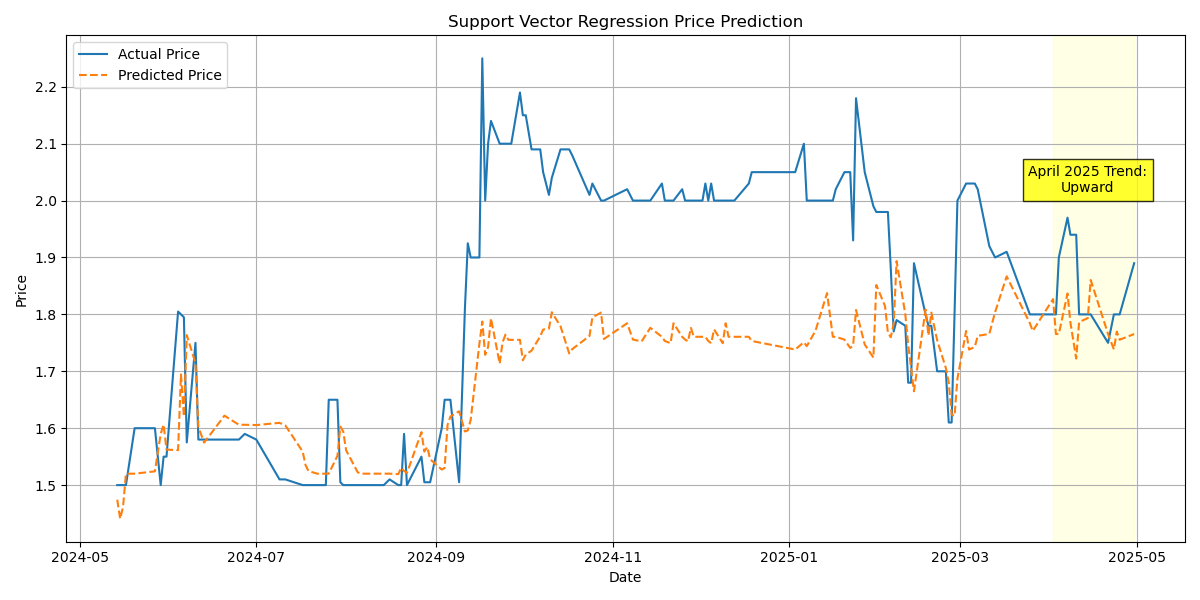 Support Vector Regression Price Prediction
Actual Price
Predicted Price
April 2025 Trend:
Upward
Price
2.2
2.1
2.0
1.9
1.8
1.7
1.6
1.5
2024-05 2024-07 2024-09 2024-11 2025-01 2025-03 2025-05
Date